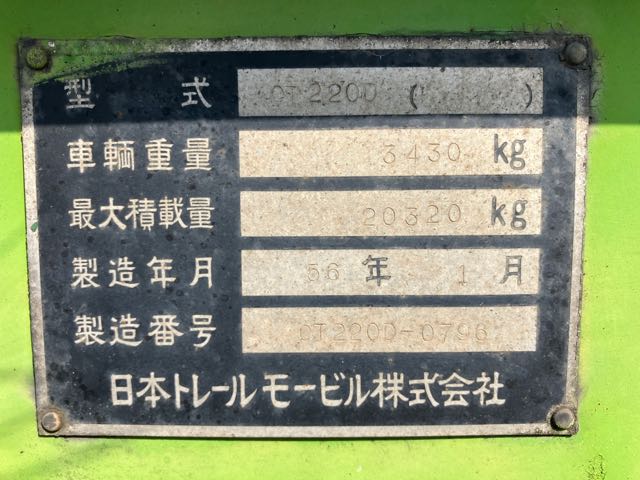 型式 CT220D ( )
車輌重量 3430 kg
最大積載量 20320 kg
製造年月 56 年 1 月
製造番号 CT220D-0796
日本トレールモービル株式会社